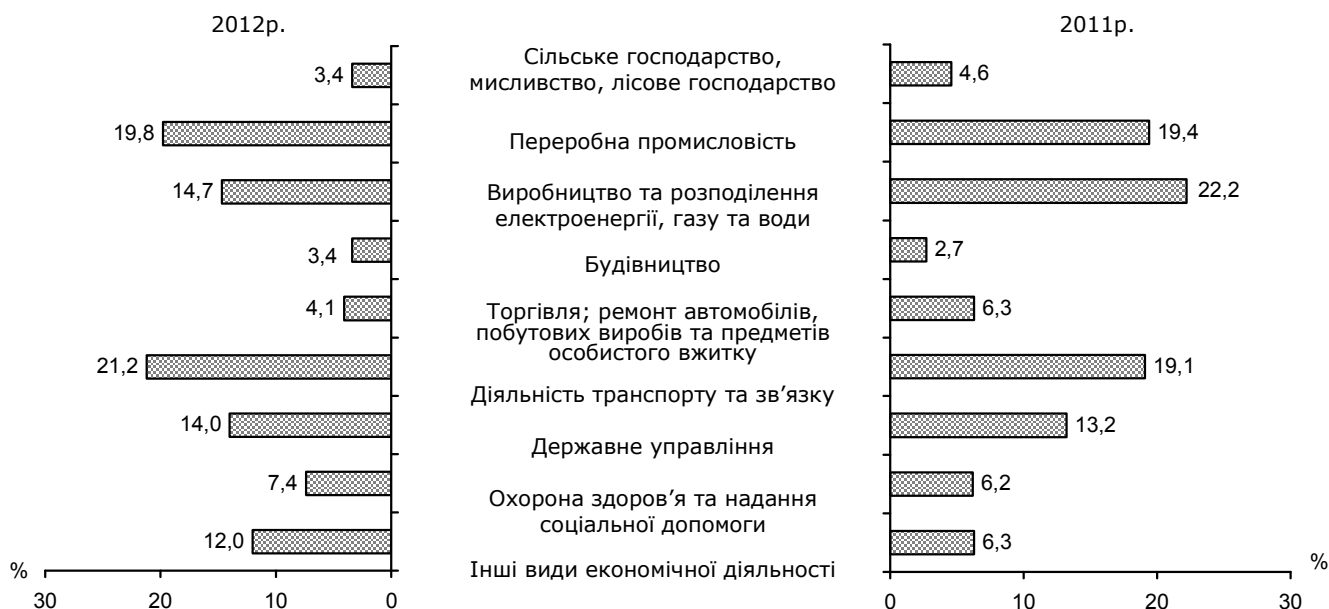 2012р.
2011р.
3,4
Сільське господарство,
мисливство, лісове господарство
4,6
19,8
Переробна промисловість
19,4
14,7
Виробництво та розподілення
електроенергії, газу та води
22,2
3,4
Будівництво
2,7
4,1
Торгівля; ремонт автомобілів,
побутових виробів та предметів
особистого вжитку
6,3
21,2
Діяльність транспорту та зв’язку
19,1
14,0
Державне управління
13,2
7,4
Охорона здоров’я та надання
соціальної допомоги
6,2
12,0
Інші види економічної діяльності
6,3
%
30 20 10 0
%
0 10 20 30